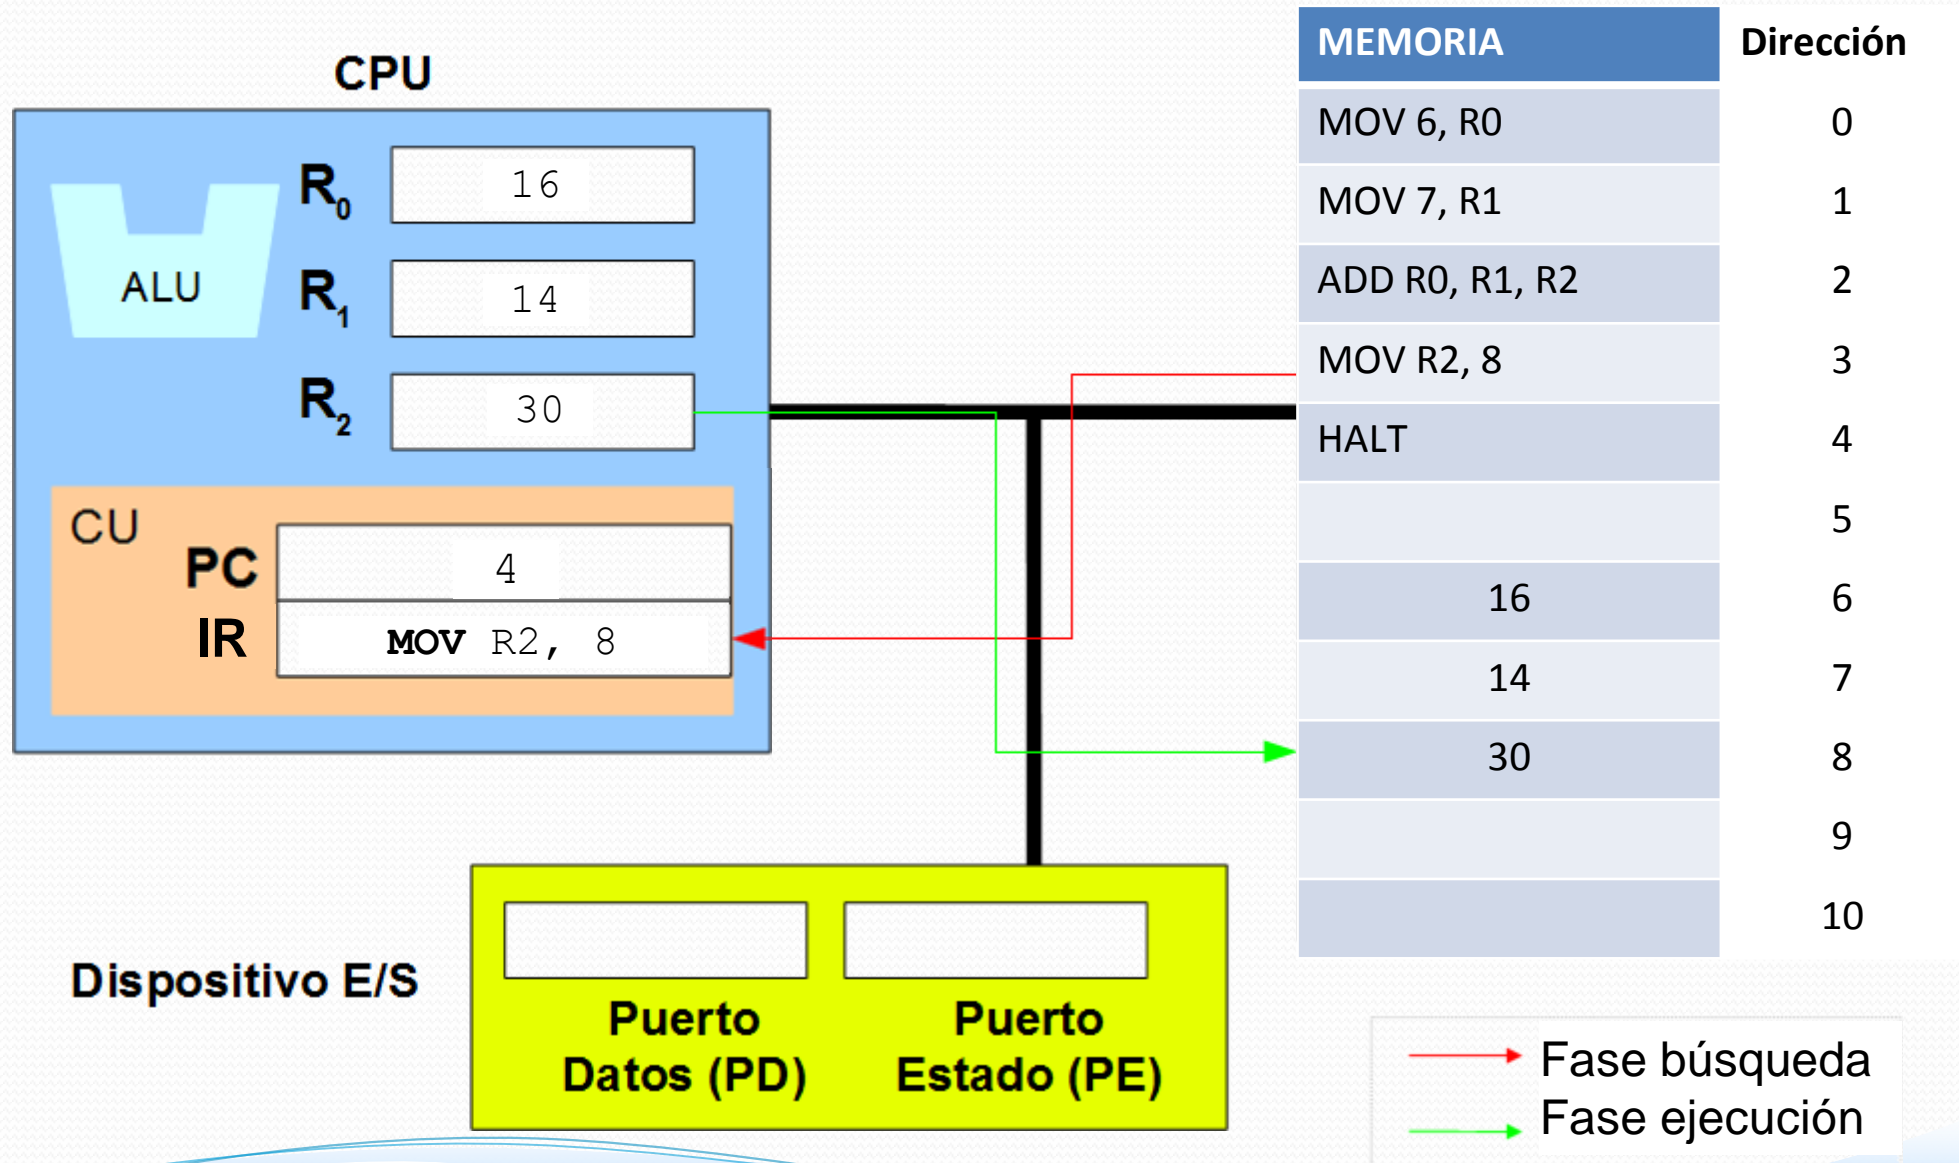 CPU
R0 16
R1 14
R2 30
ALU
CU
PC 4
IR MOV R2, 8
MEMORIA Dirección
MOV 6, R0 0
MOV 7, R1 1
ADD R0, R1, R2 2
MOV R2, 8 3
HALT 4
5
16 6
14 7
30 8
9
10
Dispositivo E/S
Puerto
Datos (PD)
Puerto
Estado (PE)
Fase búsqueda
Fase ejecución